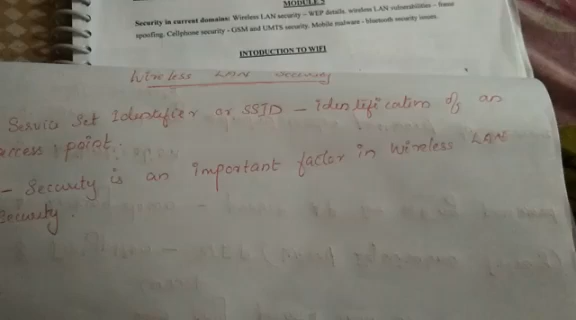 MODULE 5
Security in current domains: Wireless LAN security - WEP details. wireless LAN vulnerabilities - frame
spoofing. Cellphone security - GSM and UMTS security. Mobile malware - bluetooth security issues.
INTODUCTION TO WIFI
Wireless LAN Security
Service Set Identifier or SSID - Identification of an
access point.
- Security is an important factor in wireless LAN
Security.